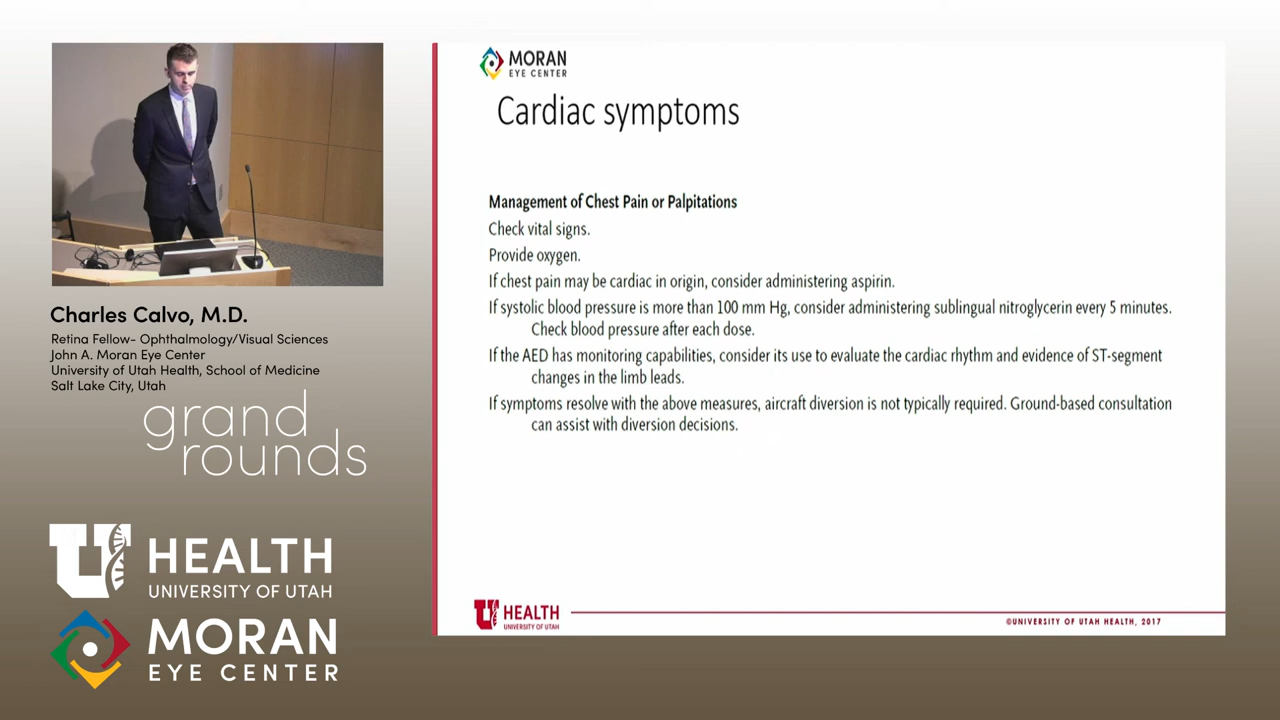 MORAN
EYE CENTER
Cardiac symptoms
Management of Chest Pain or Palpitations
Check vital signs.
Provide oxygen.
If chest pain may be cardiac in origin, consider administering aspirin.
If systolic blood pressure is more than 100 mm Hg, consider administering sublingual nitroglycerin every 5 minutes.
Check blood pressure after each dose.
If the AED has monitoring capabilities, consider its use to evaluate the cardiac rhythm and evidence of ST-segment
changes in the limb leads.
If symptoms resolve with the above measures, aircraft diversion is not typically required. Ground-based consultation
can assist with diversion decisions.
U HEALTH
UNIVERSITY OF UTAH
©UNIVERSITY OF UTAH HEALTH, 2017
Charles Calvo, M.D.
Retina Fellow- Ophthalmology/Visual Sciences
John A. Moran Eye Center
University of Utah Health, School of Medicine
Salt Lake City, Utah
grand
rounds
U HEALTH
UNIVERSITY OF UTAH
MORAN
EYE CENTER